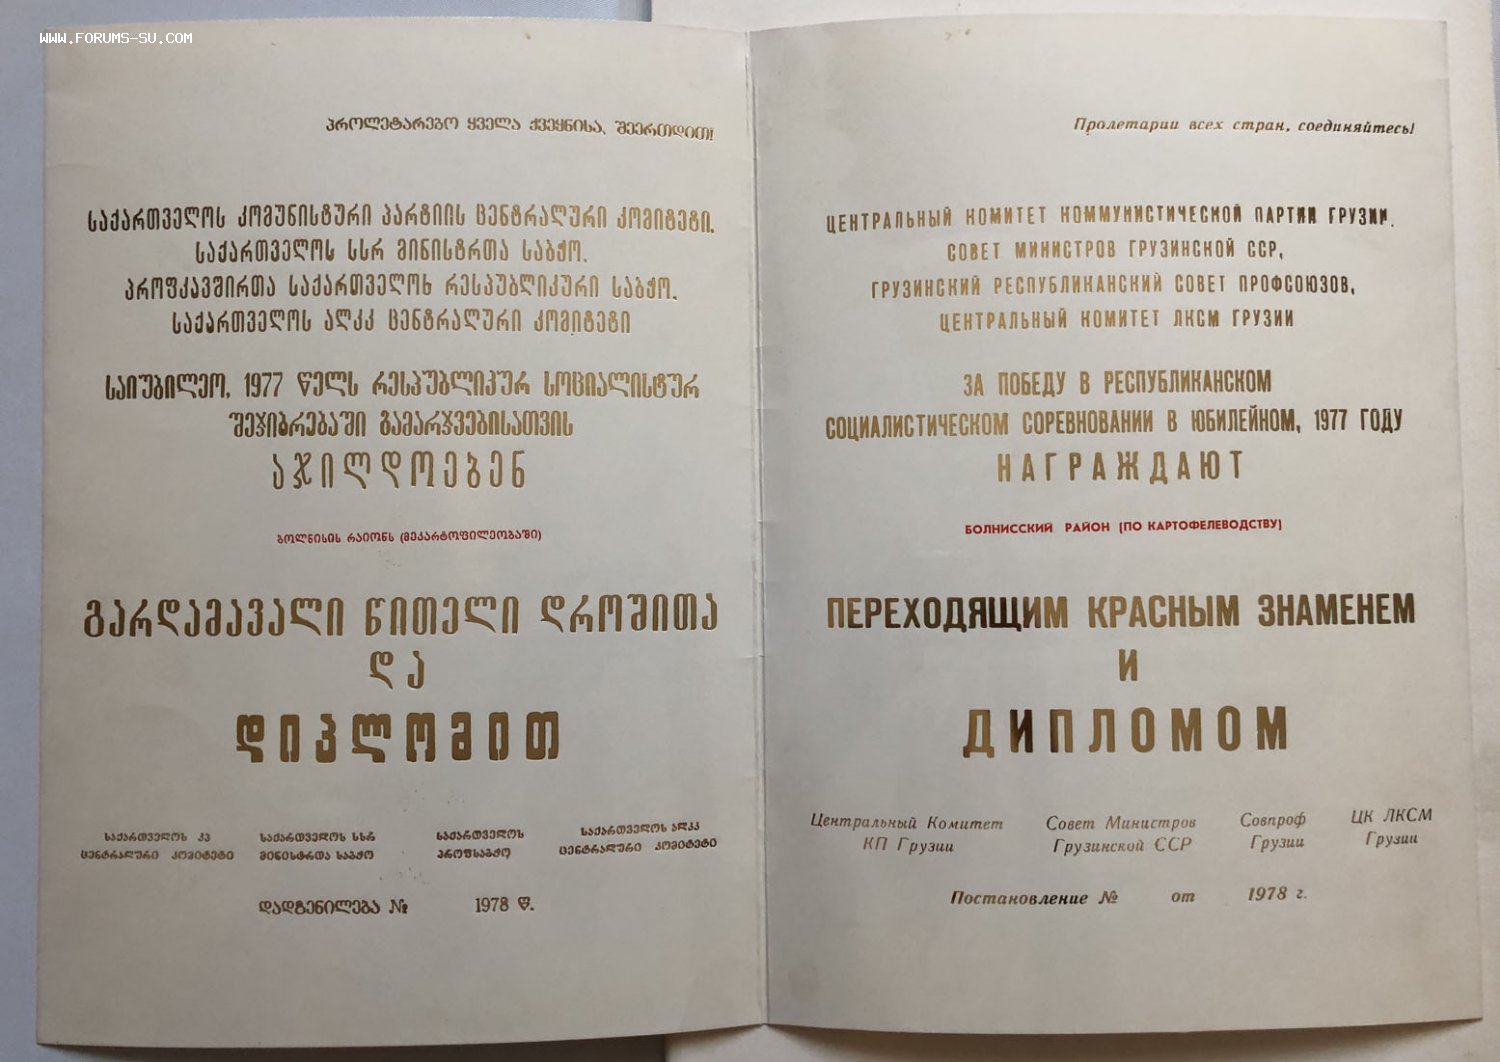 WWW.FORUMS-SU.COM
პროლეტარებო ყველა ქვეყნისა, შეერთდით!
საქართველოს კომუნისტური პარტიის ცენტრალური კომიტეტი,
საქართველოს სსრ მინისტრთა საბჭო,
პროფკავშირთა საქართველოს რესპუბლიკური საბჭო,
საქართველოს ალკკ ცენტრალური კომიტეტი
საიუბილეო, 1977 წელს რესპუბლიკურ სოციალისტურ
შეჯიბრებაში გამარჯვებისათვის
აჯილდოებენ
ბოლნისის რაიონს (მეკარტოფილეობაში)
გარდამავალი წითელი დროშითა
და
დიპლომით
საქართველოს კპ
ცენტრალური კომიტეტი
საქართველოს სსრ
მინისტრთა საბჭო
საქართველოს
პროფსაბჭო
საქართველოს ალკკ
ცენტრალური კომიტეტი
დადგენილება № 1978 წ.
Пролетарии всех стран, соединяйтесь!
ЦЕНТРАЛЬНЫЙ КОМИТЕТ КОММУНИСТИЧЕСКОЙ ПАРТИИ ГРУЗИИ,
СОВЕТ МИНИСТРОВ ГРУЗИНСКОЙ ССР,
ГРУЗИНСКИЙ РЕСПУБЛИКАНСКИЙ СОВЕТ ПРОФСОЮЗОВ,
ЦЕНТРАЛЬНЫЙ КОМИТЕТ ЛКСМ ГРУЗИИ
ЗА ПОБЕДУ В РЕСПУБЛИКАНСКОМ
СОЦИАЛИСТИЧЕСКОМ СОРЕВНОВАНИИ В ЮБИЛЕЙНОМ, 1977 ГОДУ
НАГРАЖДАЮТ
БОЛНИССКИЙ РАЙОН (ПО КАРТОФЕЛЕВОДСТВУ)
ПЕРЕХОДЯЩИМ КРАСНЫМ ЗНАМЕНЕМ
И
ДИПЛОМОМ
Центральный Комитет
КП Грузии
Совет Министров
Грузинской ССР
Совпроф
Грузии
ЦК ЛКСМ
Грузии
Постановление № от 1978 г.